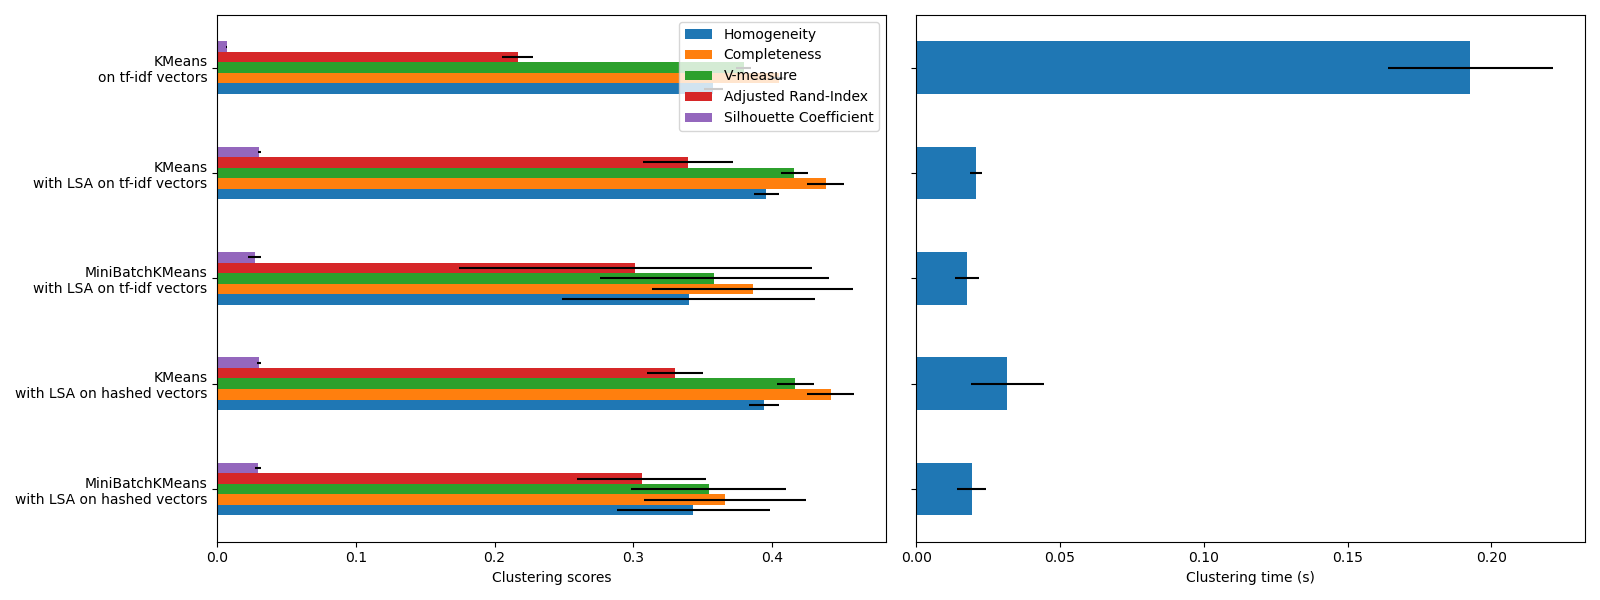 KMeans
on tf-idf vectors
KMeans
with LSA on tf-idf vectors
MiniBatchKMeans
with LSA on tf-idf vectors
KMeans
with LSA on hashed vectors
MiniBatchKMeans
with LSA on hashed vectors
Homogeneity
Completeness
V-measure
Adjusted Rand-Index
Silhouette Coefficient
0.0 0.1 0.2 0.3 0.4
Clustering scores
0.00 0.05 0.10 0.15 0.20
Clustering time (s)